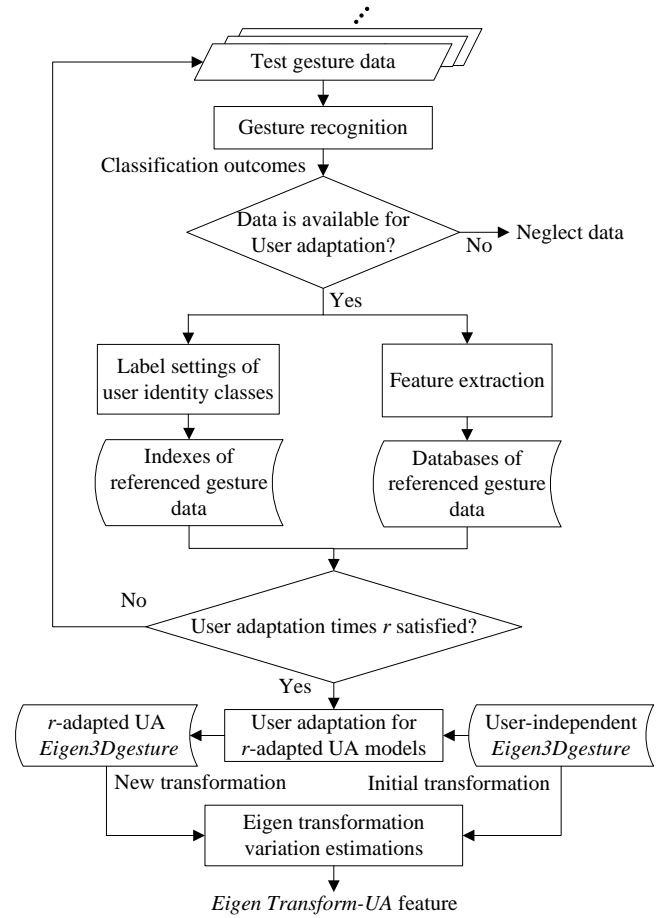 Test gesture data
Gesture recognition
Classification outcomes
Data is available for
User adaptation?
No
Neglect data
Yes
Label settings of
user identity classes
Feature extraction
Indexes of
referenced gesture
data
Databases of
referenced gesture
data
No
User adaptation times r satisfied?
Yes
r-adapted UA
Eigen3Dgesture
User adaptation for
r-adapted UA models
User-independent
Eigen3Dgesture
New transformation
Initial transformation
Eigen transformation
variation estimations
Eigen Transform-UA feature